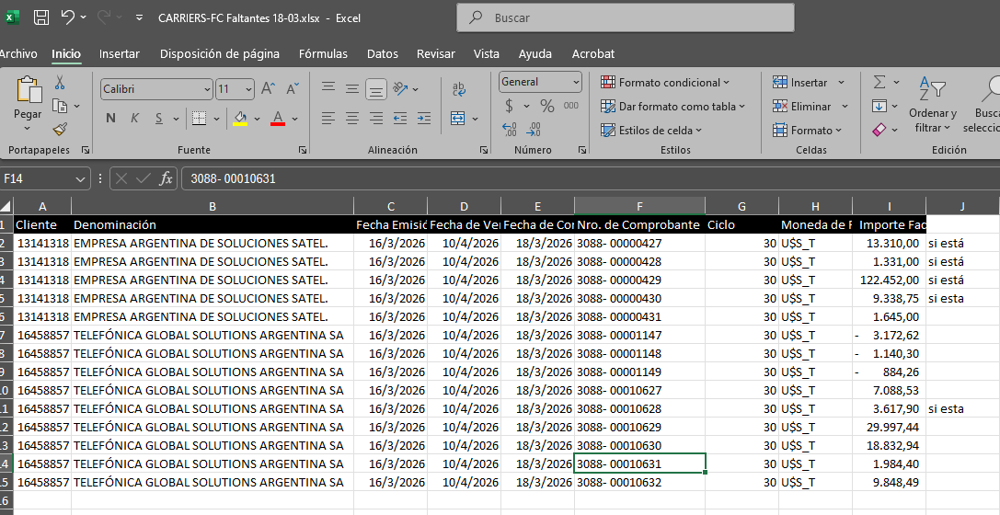 CARRIERS-FC Faltantes 18-03.xlsx - Excel
Buscar
Archivo Inicio Insertar Disposición de página Fórmulas Datos Revisar Vista Ayuda Acrobat
Pegar
Calibri 11
N K S
General
$ % 000
Formato condicional
Dar formato como tabla
Estilos de celda
Insertar
Eliminar
Formato
Ordenar y filtrar
Portapapeles Fuente Alineación Número Estilos Celdas Edición
F14 fx 3088- 00010631
A B C D E F G H I J
1 Cliente Denominación Fecha Emisió Fecha de Ver Fecha de Cor Nro. de Comprobante Ciclo Moneda de F Importe Fac
2 13141318 EMPRESA ARGENTINA DE SOLUCIONES SATEL. 16/3/2026 10/4/2026 18/3/2026 3088- 00000427 30 U$S_T 13.310,00 si está
3 13141318 EMPRESA ARGENTINA DE SOLUCIONES SATEL. 16/3/2026 10/4/2026 18/3/2026 3088- 00000428 30 U$S_T 1.331,00 si está
4 13141318 EMPRESA ARGENTINA DE SOLUCIONES SATEL. 16/3/2026 10/4/2026 18/3/2026 3088- 00000429 30 U$S_T 122.452,00 si está
5 13141318 EMPRESA ARGENTINA DE SOLUCIONES SATEL. 16/3/2026 10/4/2026 18/3/2026 3088- 00000430 30 U$S_T 9.338,75 si esta
6 13141318 EMPRESA ARGENTINA DE SOLUCIONES SATEL. 16/3/2026 10/4/2026 18/3/2026 3088- 00000431 30 U$S_T 1.645,00
7 16458857 TELEFÓNICA GLOBAL SOLUTIONS ARGENTINA SA 16/3/2026 10/4/2026 18/3/2026 3088- 00001147 30 U$S_T - 3.172,62
8 16458857 TELEFÓNICA GLOBAL SOLUTIONS ARGENTINA SA 16/3/2026 10/4/2026 18/3/2026 3088- 00001148 30 U$S_T - 1.140,30
9 16458857 TELEFÓNICA GLOBAL SOLUTIONS ARGENTINA SA 16/3/2026 10/4/2026 18/3/2026 3088- 00001149 30 U$S_T - 884,26
10 16458857 TELEFÓNICA GLOBAL SOLUTIONS ARGENTINA SA 16/3/2026 10/4/2026 18/3/2026 3088- 00010627 30 U$S_T 7.088,53
11 16458857 TELEFÓNICA GLOBAL SOLUTIONS ARGENTINA SA 16/3/2026 10/4/2026 18/3/2026 3088- 00010628 30 U$S_T 3.617,90 si esta
12 16458857 TELEFÓNICA GLOBAL SOLUTIONS ARGENTINA SA 16/3/2026 10/4/2026 18/3/2026 3088- 00010629 30 U$S_T 29.997,44
13 16458857 TELEFÓNICA GLOBAL SOLUTIONS ARGENTINA SA 16/3/2026 10/4/2026 18/3/2026 3088- 00010630 30 U$S_T 18.832,94
14 16458857 TELEFÓNICA GLOBAL SOLUTIONS ARGENTINA SA 16/3/2026 10/4/2026 18/3/2026 3088- 00010631 30 U$S_T 1.984,40
15 16458857 TELEFÓNICA GLOBAL SOLUTIONS ARGENTINA SA 16/3/2026 10/4/2026 18/3/2026 3088- 00010632 30 U$S_T 9.848,49
16